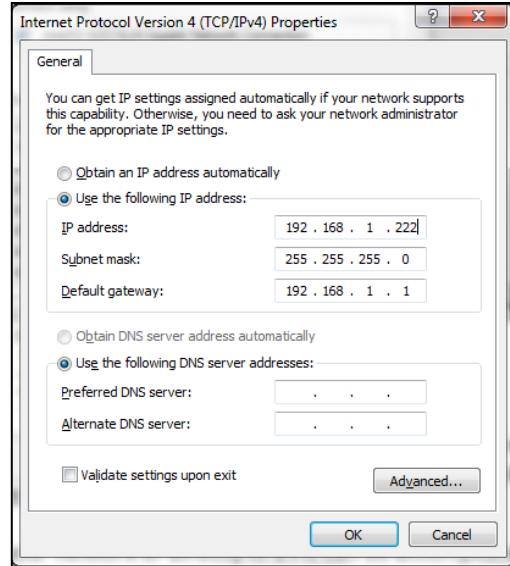 Internet Protocol Version 4 (TCP/IPv4) Properties
?
X
General
You can get IP settings assigned automatically if your network supports
this capability. Otherwise, you need to ask your network administrator
for the appropriate IP settings.
Obtain an IP address automatically
Use the following IP address:
IP address: 192 . 168 . 1 . 222
Subnet mask: 255 . 255 . 255 . 0
Default gateway: 192 . 168 . 1 . 1
Obtain DNS server address automatically
Use the following DNS server addresses:
Preferred DNS server: . . .
Alternate DNS server: . . .
Validate settings upon exit
Advanced...
OK
Cancel